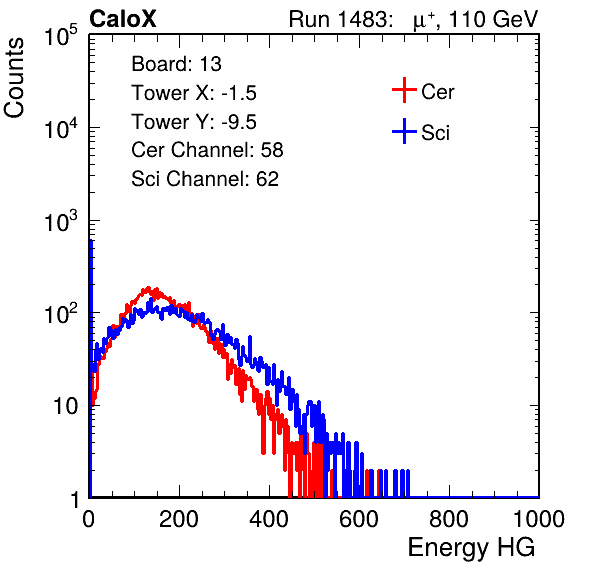 CaloX Run 1483: μ⁺, 110 GeV
Board: 13
Tower X: -1.5
Tower Y: -9.5
Cer Channel: 58
Sci Channel: 62
Cer
Sci
Counts
10⁵
10⁴
10³
10²
10
1
0 200 400 600 800 1000
Energy HG